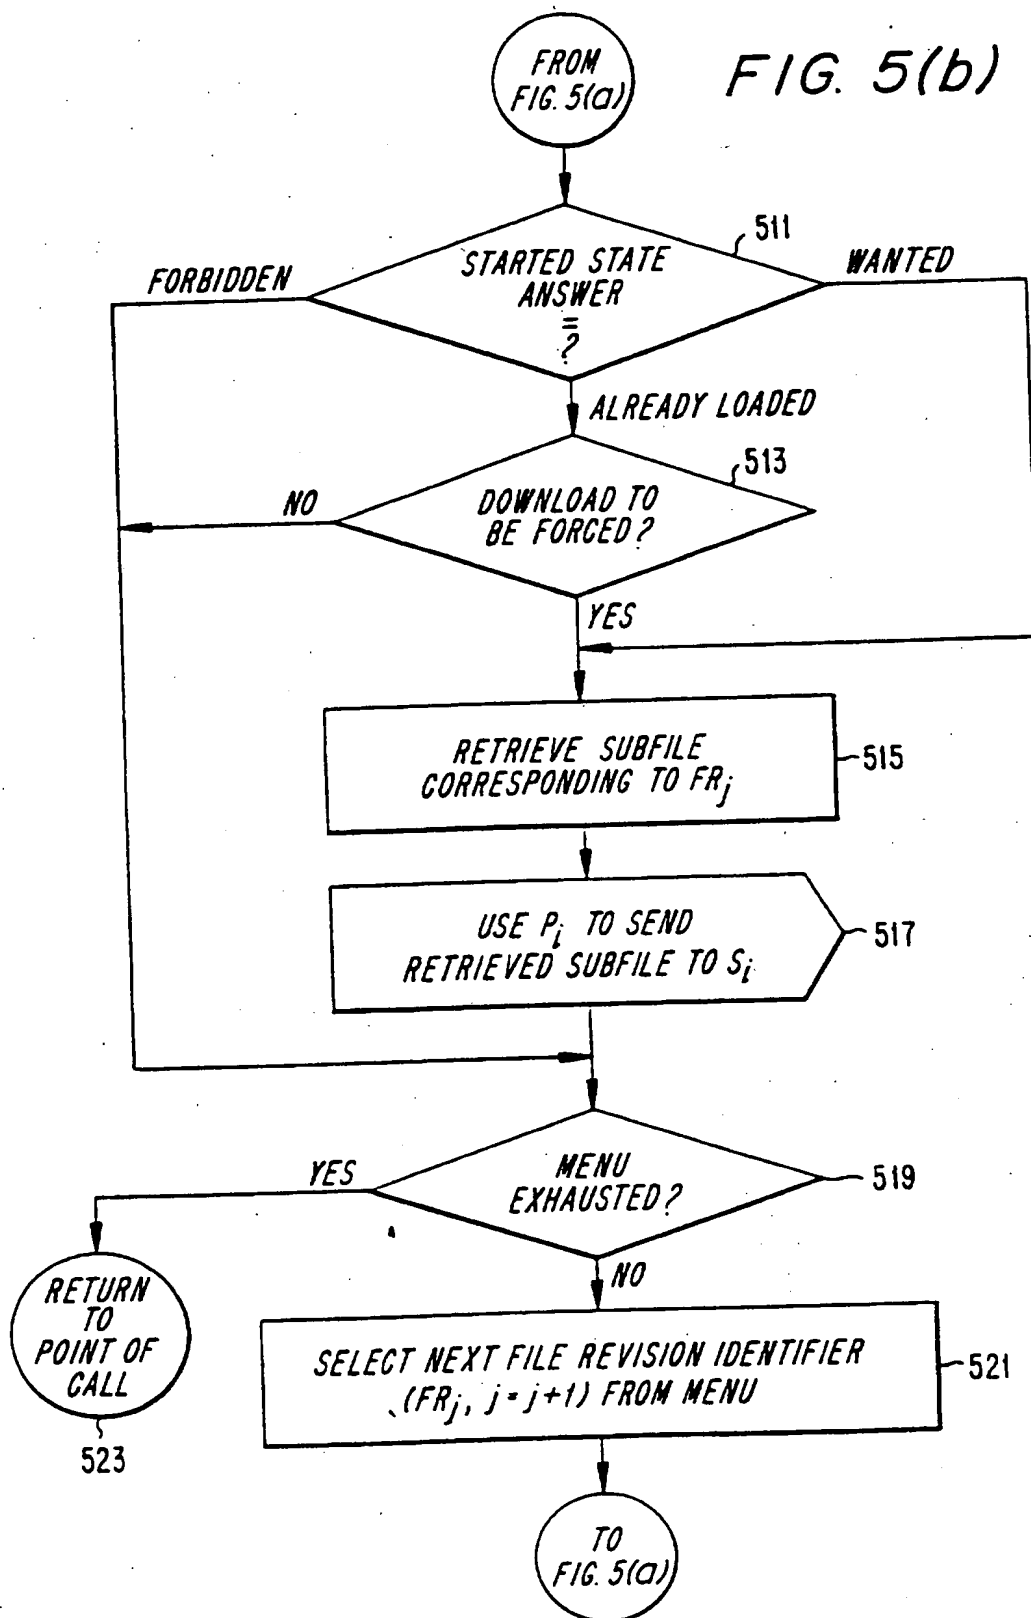 FROM
FIG. 5(a)
FIG. 5(b)
511
FORBIDDEN
STARTED STATE
ANSWER
=
?
WANTED
ALREADY LOADED
513
NO
DOWNLOAD TO
BE FORCED?
YES
RETRIEVE SUBFILE
CORRESPONDING TO FRj
515
USE Pi TO SEND
RETRIEVED SUBFILE TO Si
517
YES
MENU
EXHAUSTED?
519
NO
RETURN
TO
POINT OF
CALL
523
SELECT NEXT FILE REVISION IDENTIFIER
(FRj, j=j+1) FROM MENU
521
TO
FIG. 5(a)